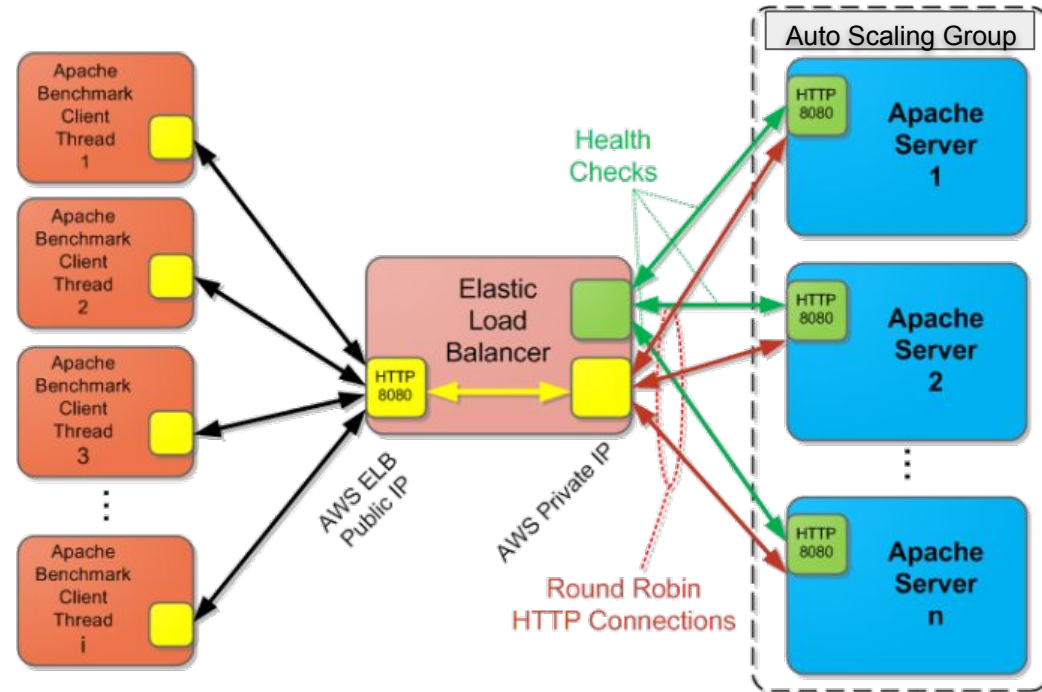 Auto Scaling Group
Apache
Benchmark
Client
Thread
1
Apache
Benchmark
Client
Thread
2
Apache
Benchmark
Client
Thread
3
Apache
Benchmark
Client
Thread
i
Health
Checks
Elastic
Load
Balancer
HTTP
8080
AWS ELB
Public IP
AWS Private IP
Round Robin
HTTP Connections
HTTP
8080
Apache
Server
1
HTTP
8080
Apache
Server
2
HTTP
8080
Apache
Server
n